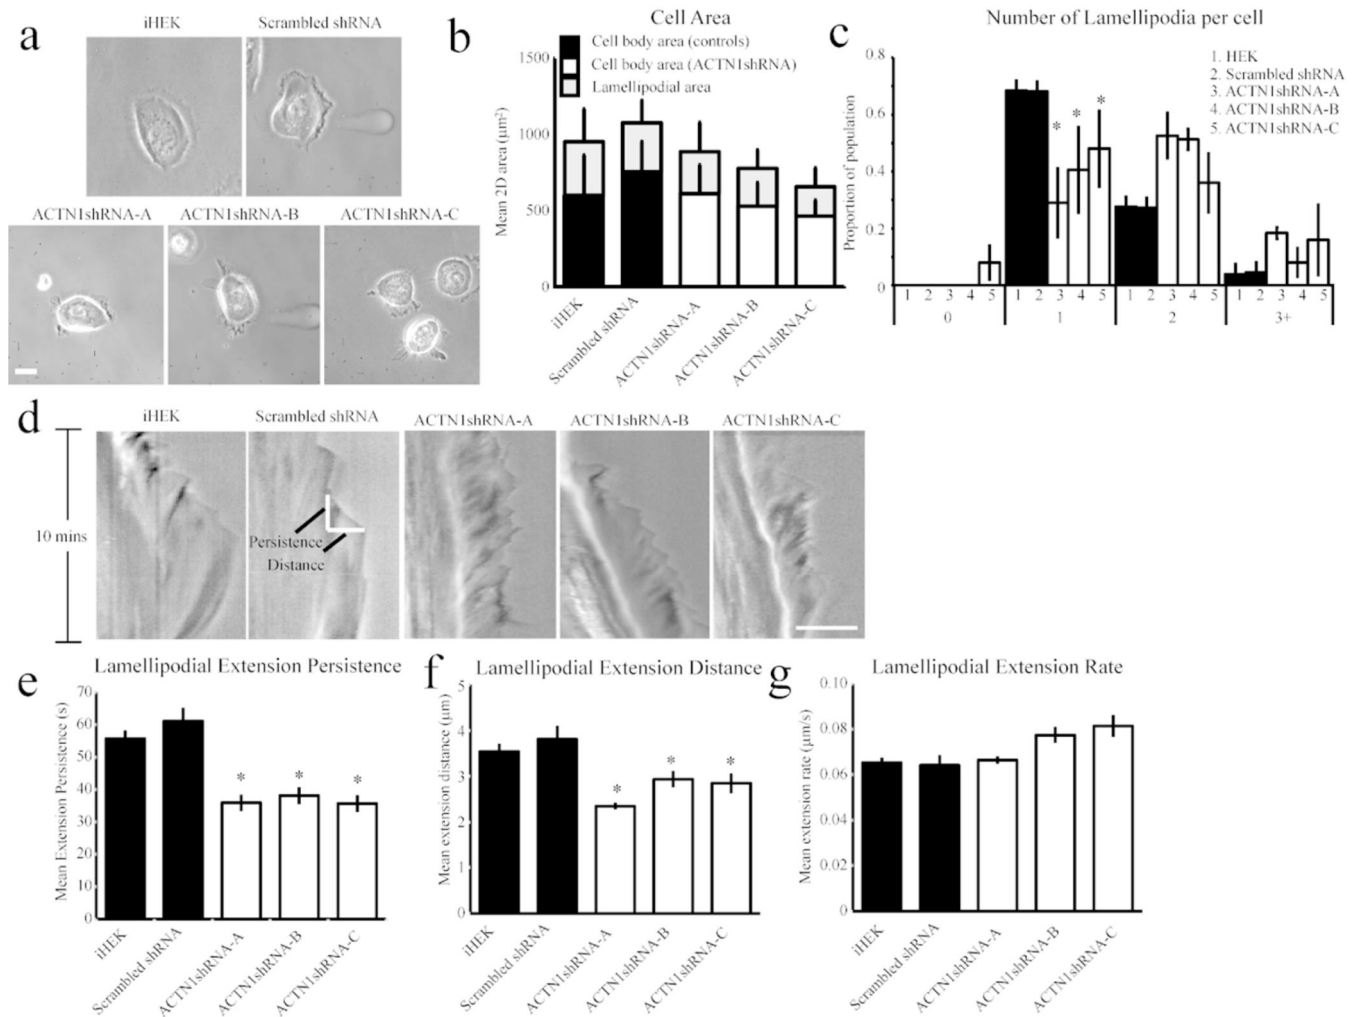 a
iHEK
Scrambled shRNA
ACTN1shRNA-A
ACTN1shRNA-B
ACTN1shRNA-C
b
Cell Area
Cell body area (controls)
Cell body area (ACTN1shRNA)
Lamellipodial area
Mean 2D area (μm²)
1500
1000
500
0
iHEK
Scrambled shRNA
ACTN1shRNA-A
ACTN1shRNA-B
ACTN1shRNA-C
c
Number of Lamellipodia per cell
1. HEK
2. Scrambled shRNA
3. ACTN1shRNA-A
4. ACTN1shRNA-B
5. ACTN1shRNA-C
Proportion of population
0.8
0.6
0.4
0.2
0
* * *
1 2 3 4 5 1 2 3 4 5 1 2 3 4 5 1 2 3 4 5
0 1 2 3+
d
10 mins
iHEK
Scrambled shRNA
ACTN1shRNA-A
ACTN1shRNA-B
ACTN1shRNA-C
Persistence
Distance
e
Lamellipodial Extension Persistence
Mean Extension Persistence (s)
70
60
50
40
30
20
10
0
* * *
iHEK
Scrambled shRNA
ACTN1shRNA-A
ACTN1shRNA-B
ACTN1shRNA-C
f
Lamellipodial Extension Distance
Mean extension distance (μm)
5
4
3
2
1
0
* * *
iHEK
Scrambled shRNA
ACTN1shRNA-A
ACTN1shRNA-B
ACTN1shRNA-C
g
Lamellipodial Extension Rate
Mean extension rate (μm/s)
0.10
0.08
0.06
0.04
0.02
0
iHEK
Scrambled shRNA
ACTN1shRNA-A
ACTN1shRNA-B
ACTN1shRNA-C